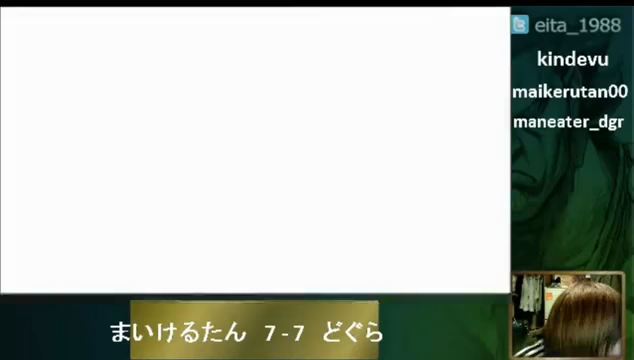 eita_1988
kindevu
maikerutan00
maneater_dgr
まいけるたん 7-7 どぐら